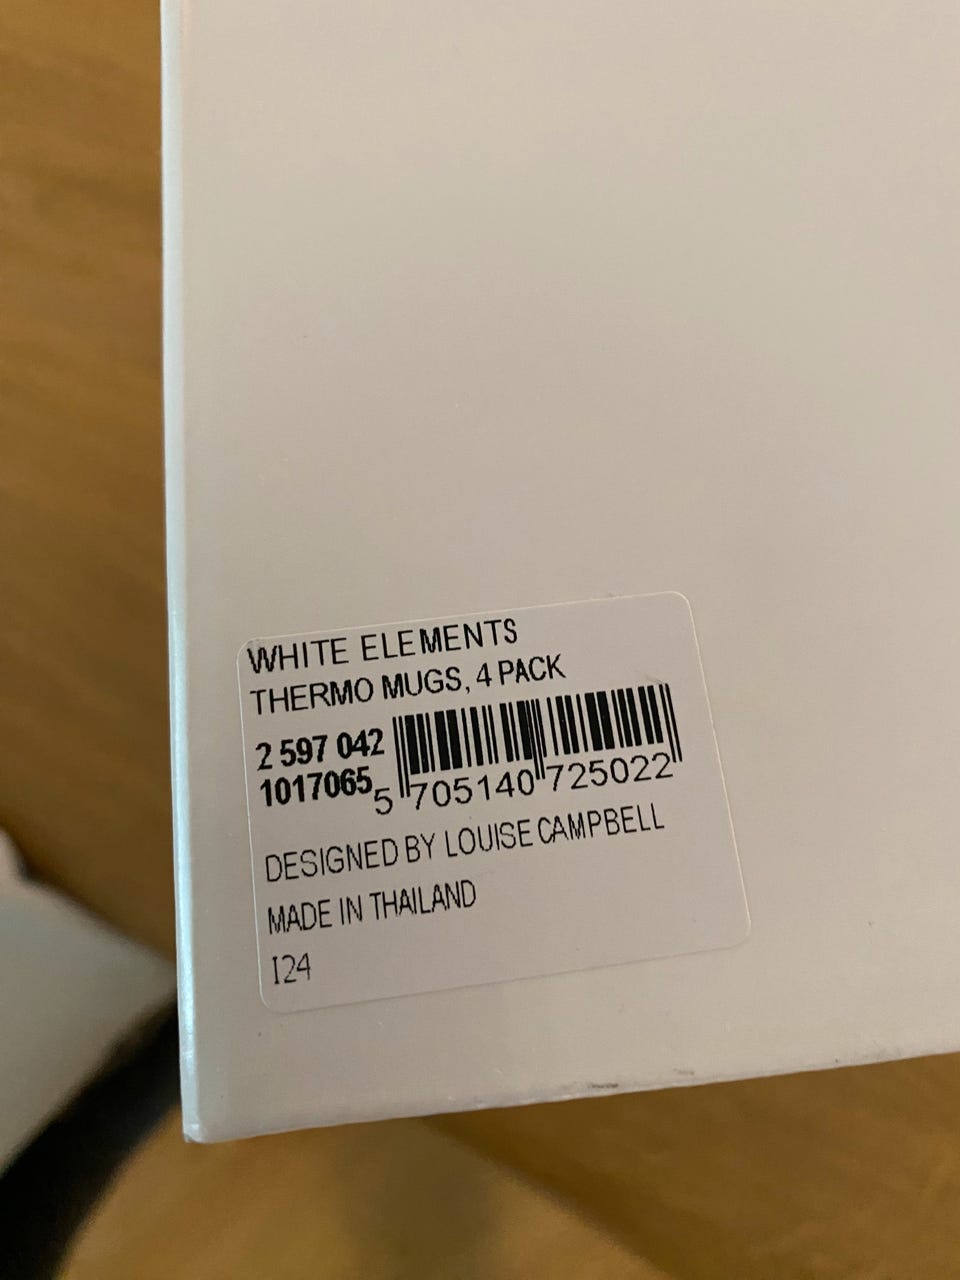 WHITE ELEMENTS
THERMO MUGS, 4 PACK
2 597 042
1017065
5 705140 725022
DESIGNED BY LOUISE CAMPBELL
MADE IN THAILAND
I24